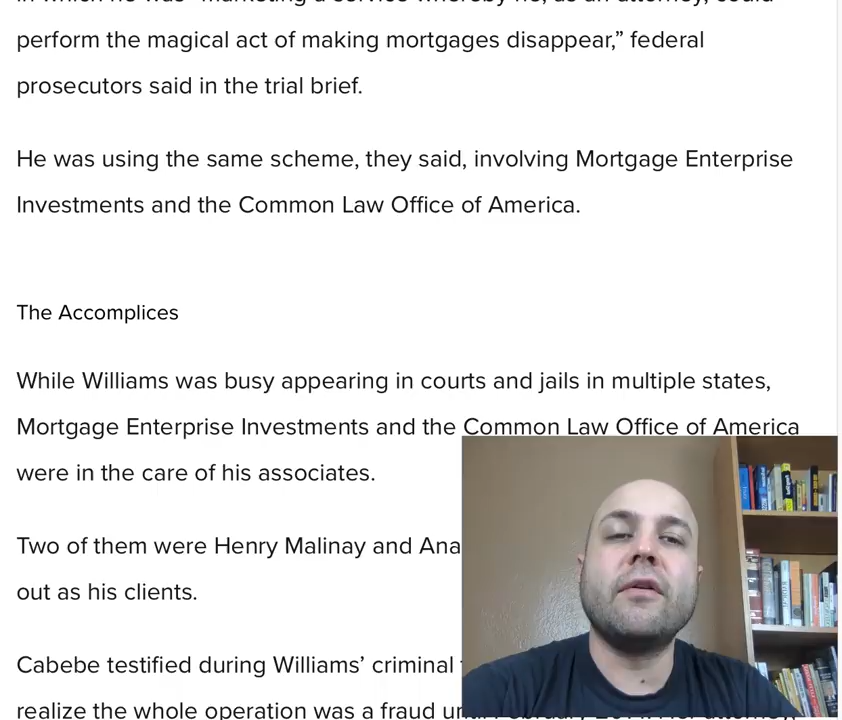 perform the magical act of making mortgages disappear,” federal
prosecutors said in the trial brief.
He was using the same scheme, they said, involving Mortgage Enterprise
Investments and the Common Law Office of America.
The Accomplices
While Williams was busy appearing in courts and jails in multiple states,
Mortgage Enterprise Investments and the Common Law Office of America
were in the care of his associates.
Two of them were Henry Malinay and Ana
out as his clients.
Cabebe testified during Williams’ criminal
realize the whole operation was a fraud